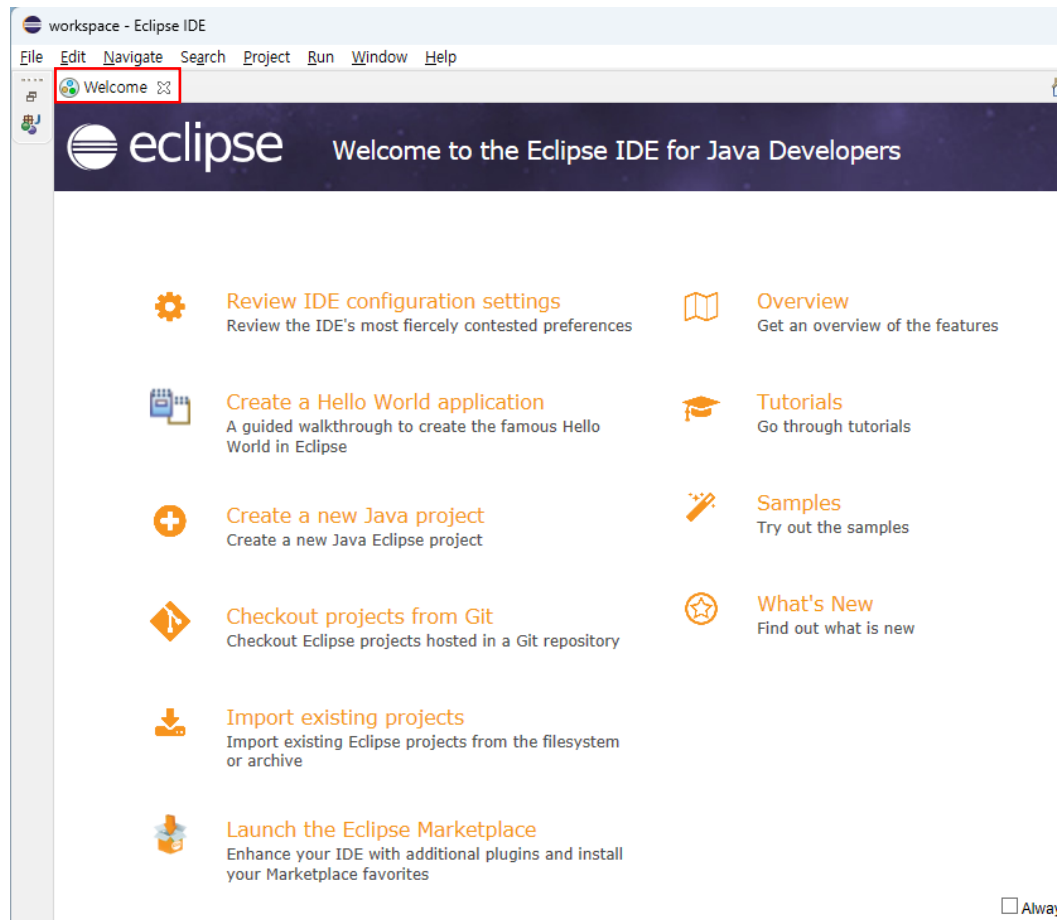 workspace - Eclipse IDE
File Edit Navigate Search Project Run Window Help
Welcome
eclipse Welcome to the Eclipse IDE for Java Developers
Review IDE configuration settings
Review the IDE's most fiercely contested preferences
Create a Hello World application
A guided walkthrough to create the famous Hello
World in Eclipse
Create a new Java project
Create a new Java Eclipse project
Checkout projects from Git
Checkout Eclipse projects hosted in a Git repository
Import existing projects
Import existing Eclipse projects from the filesystem
or archive
Launch the Eclipse Marketplace
Enhance your IDE with additional plugins and install
your Marketplace favorites
Overview
Get an overview of the features
Tutorials
Go through tutorials
Samples
Try out the samples
What's New
Find out what is new